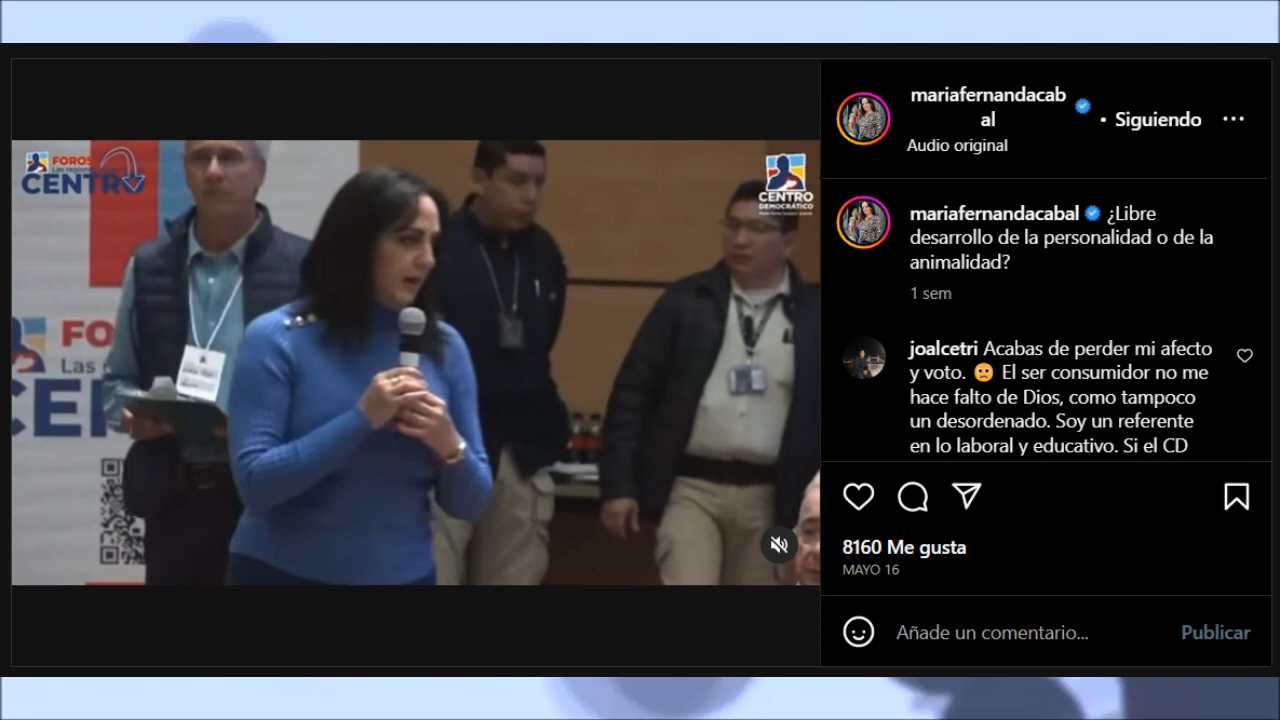 FOROS
Las regiones
CENTRO
CENTRO
DEMOCRÁTICO
FO
Las r
CEN
mariafernandacab
al
• Siguiendo
Audio original
mariafernandacabal ¿Libre
desarrollo de la personalidad o de la
animalidad?
1 sem
joalcetri Acabas de perder mi afecto
y voto. 🙁 El ser consumidor no me
hace falto de Dios, como tampoco
un desordenado. Soy un referente
en lo laboral y educativo. Si el CD
8160 Me gusta
MAYO 16
Añade un comentario...
Publicar